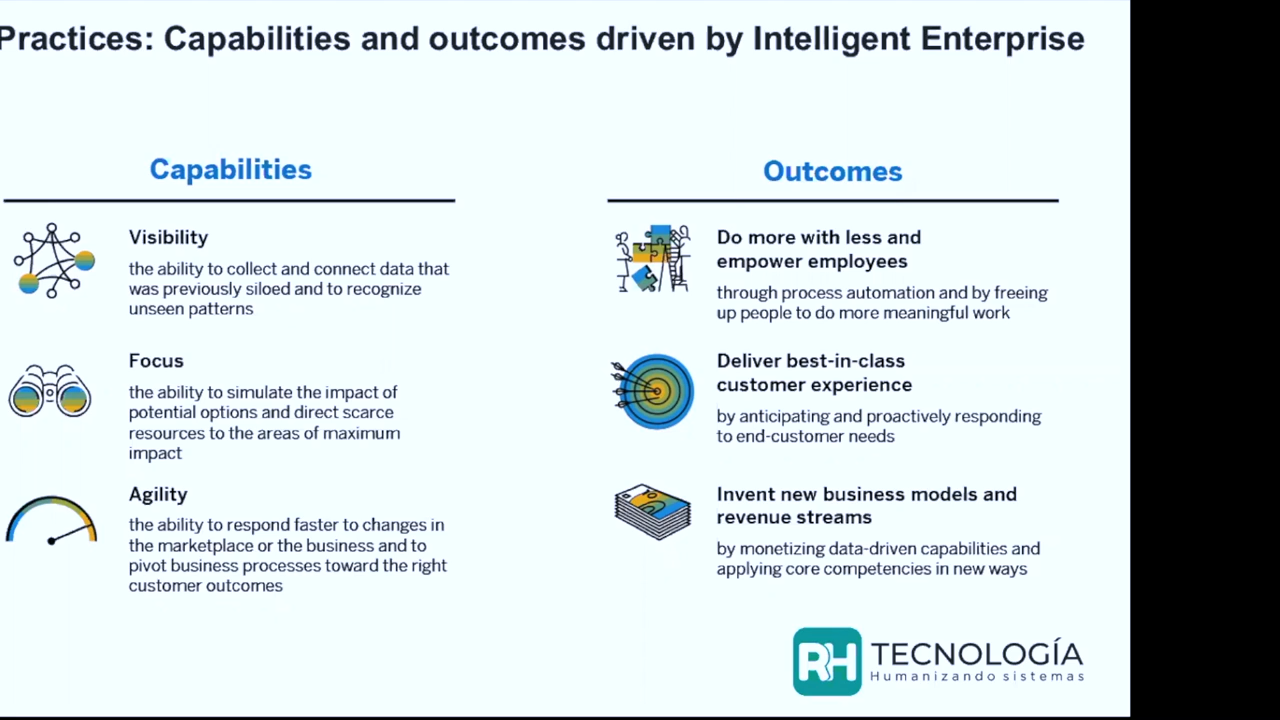 Practices: Capabilities and outcomes driven by Intelligent Enterprise
Capabilities
Visibility
the ability to collect and connect data that
was previously siloed and to recognize
unseen patterns
Focus
the ability to simulate the impact of
potential options and direct scarce
resources to the areas of maximum
impact
Agility
the ability to respond faster to changes in
the marketplace or the business and to
pivot business processes toward the right
customer outcomes
Outcomes
Do more with less and
empower employees
through process automation and by freeing
up people to do more meaningful work
Deliver best-in-class
customer experience
by anticipating and proactively responding
to end-customer needs
Invent new business models and
revenue streams
by monetizing data-driven capabilities and
applying core competencies in new ways
RH TECNOLOGÍA
Humanizando sistemas